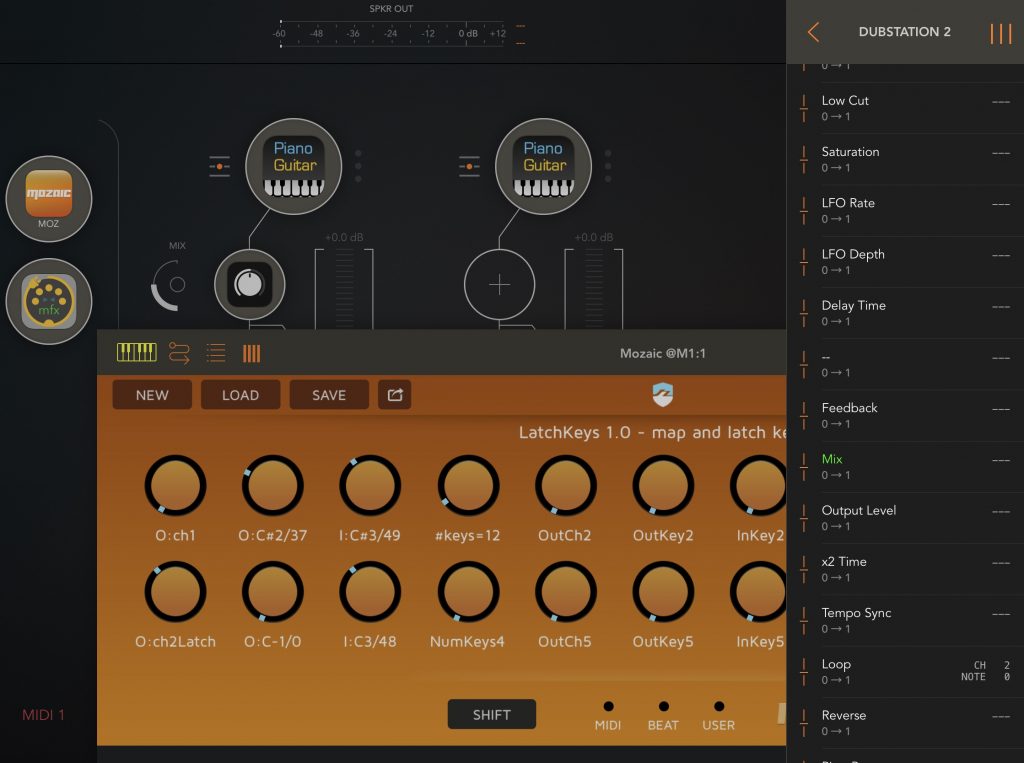 SPKR OUT
-60 -48 -36 -24 -12 0 dB +12
DUBSTATION 2
0 → 1
Low Cut ---
0 → 1
Saturation ---
0 → 1
LFO Rate ---
0 → 1
LFO Depth ---
0 → 1
Delay Time ---
0 → 1
-- ---
0 → 1
Feedback ---
0 → 1
Mix ---
0 → 1
Output Level ---
0 → 1
x2 Time ---
0 → 1
Tempo Sync ---
0 → 1
Loop CH 2
0 → 1 NOTE 0
Reverse ---
0 → 1
Piano
Guitar
Piano
Guitar
mozaic
MOZ
mfx
MIX
+0.0 dB
+0.0 dB
Mozaic @M1:1
NEW LOAD SAVE
LatchKeys 1.0 - map and latch ke
O:ch1 O:C#2/37 I:C#3/49 #keys=12 OutCh2 OutKey2 InKey2
O:ch2Latch O:C-1/0 I:C3/48 NumKeys4 OutCh5 OutKey5 InKey5
SHIFT
MIDI BEAT USER
MIDI 1